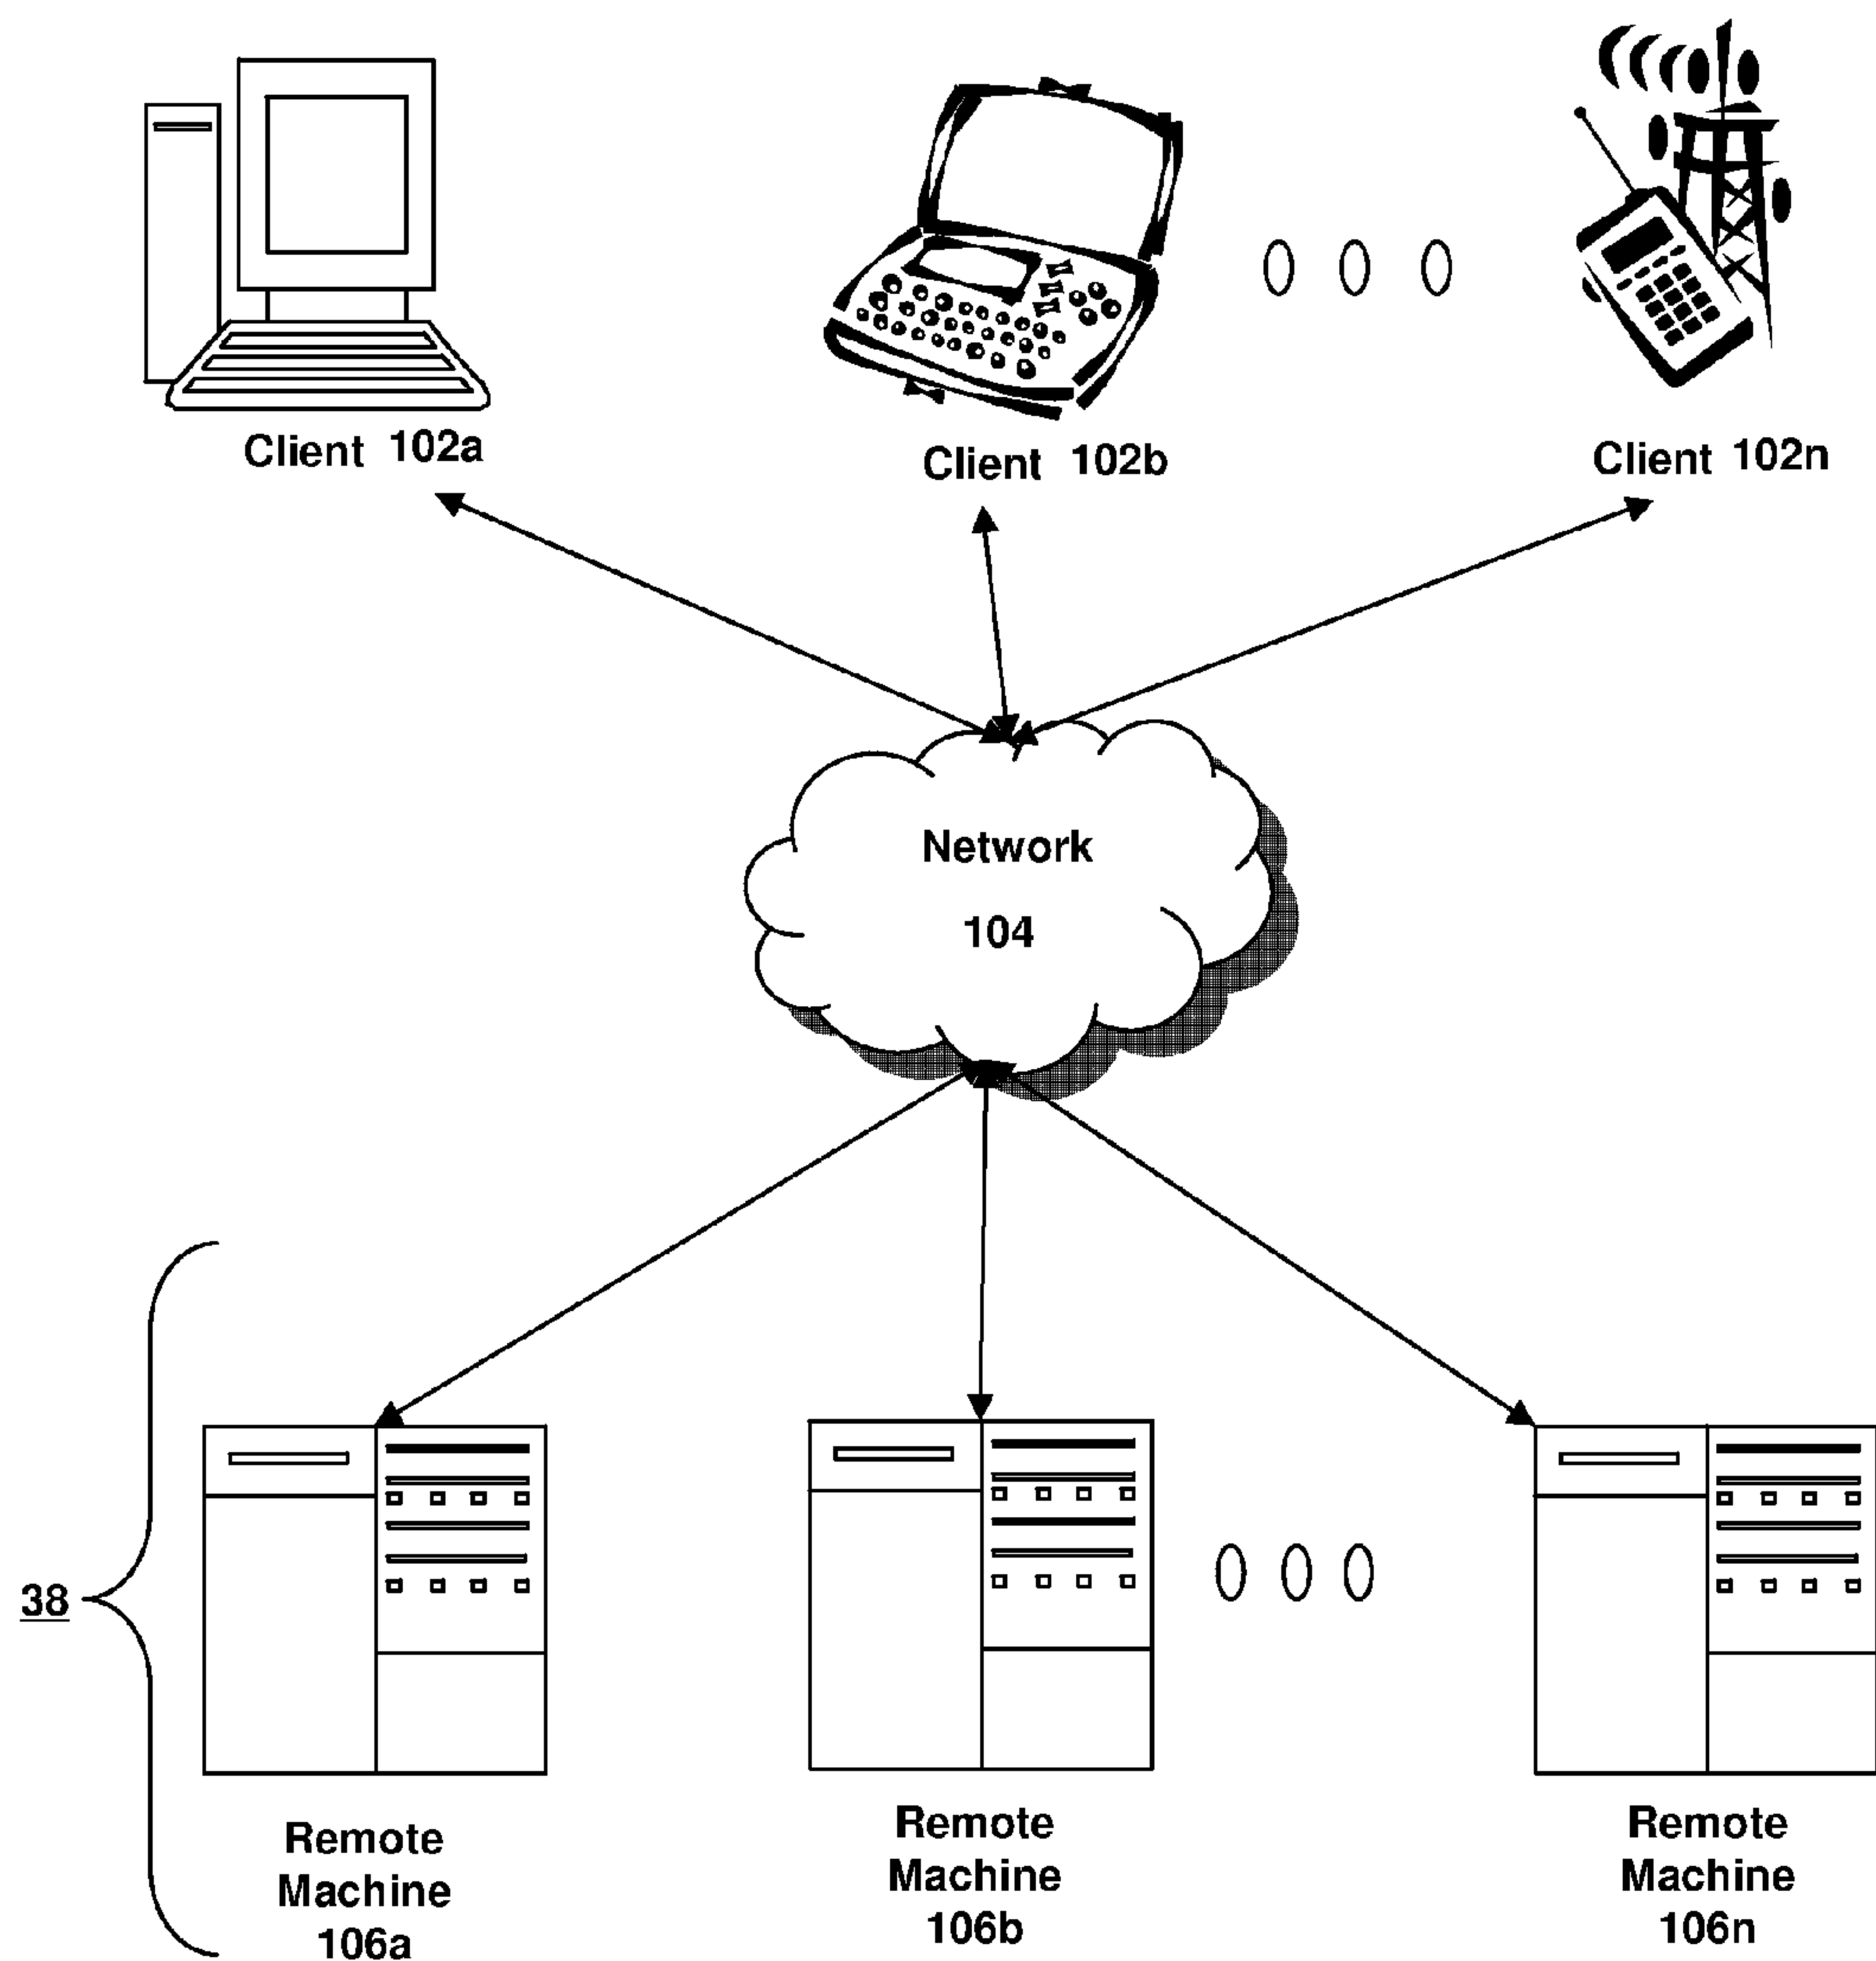 Client 102a
Client 102b
Client 102n
Network
104
38
Remote
Machine
106a
Remote
Machine
106b
Remote
Machine
106n